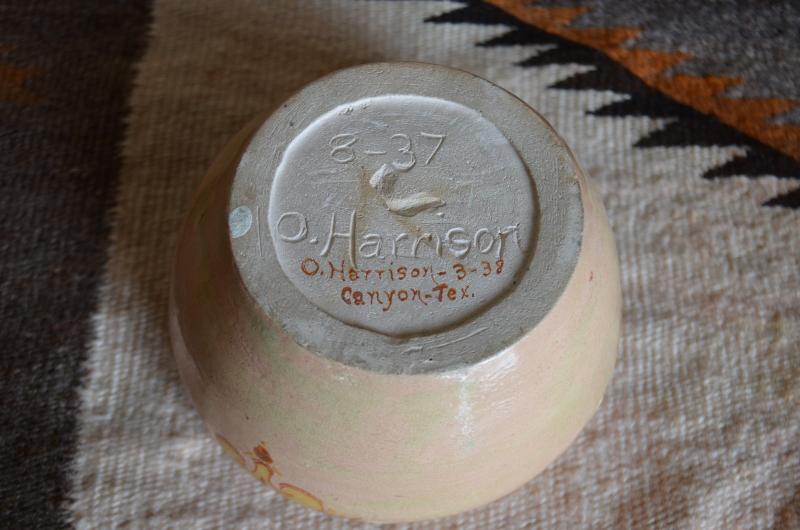 8-37
O. Harrison
O. Harrison-3-38
Canyon-Tex.